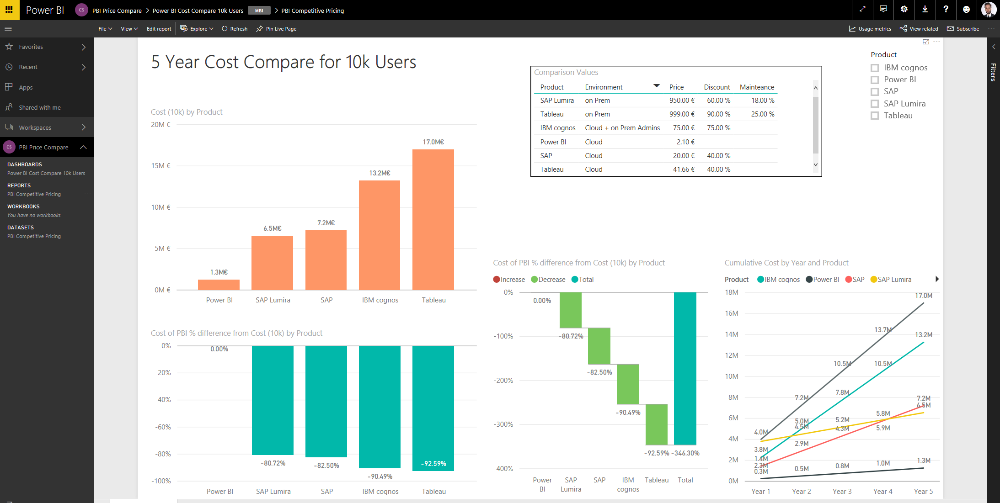 Power BI CS PBI Price Compare > Power BI Cost Compare 10k Users MBI > PBI Competitive Pricing ?
File View Edit report Explore Refresh Pin Live Page Usage metrics View related Subscribe
Favorites
Recent
Apps
Shared with me
Workspaces
CS PBI Price Compare
DASHBOARDS
Power BI Cost Compare 10k Users
REPORTS
PBI Competitive Pricing ...
WORKBOOKS
You have no workbooks
DATASETS
PBI Competitive Pricing
5 Year Cost Compare for 10k Users
Cost (10k) by Product
20M €
15M €
10M €
5M €
0M €
1.3M€
6.5M€
7.2M€
13.2M€
17.0M€
Power BI SAP Lumira SAP IBM cognos Tableau
Comparison Values
Product Environment Price Discount Mainteance
SAP Lumira on Prem 950.00 € 60.00 % 18.00 %
Tableau on Prem 999.00 € 90.00 % 25.00 %
IBM cognos Cloud + on Prem Admins 75.00 € 75.00 %
Power BI Cloud 2.10 €
SAP Cloud 20.00 € 40.00 %
Tableau Cloud 41.66 € 40.00 %
Product
IBM cognos
Power BI
SAP
SAP Lumira
Tableau
Filters
Cost of PBI % difference from Cost (10k) by Product
0%
-20%
-40%
-60%
-80%
-100%
0.00%
-80.72%
-82.50%
-90.49%
-92.59%
Power BI SAP Lumira SAP IBM cognos Tableau
Cost of PBI % difference from Cost (10k) by Product
Increase Decrease Total
0%
-100%
-200%
-300%
-400%
0.00%
-80.72%
-82.50%
-90.49%
-92.59% -346.30%
Power SAP SAP IBM Tableau Total
BI Lumira cognos
Cumulative Cost by Year and Product
Product IBM cognos Power BI SAP SAP Lumira
18M
16M
14M
12M
10M
8M
6M
4M
2M
0M
17.0M
13.7M
13.2M
10.5M 10.5M
7.2M 7.8M
7.2M
6.5M
5.8M
5.0M 5.2M
4.5M 4.3M 5.9M
4.0M
2.9M
3.8M
1.4M
2.3M
0.3M 0.5M 0.8M 1.0M 1.3M
Year 1 Year 2 Year 3 Year 4 Year 5